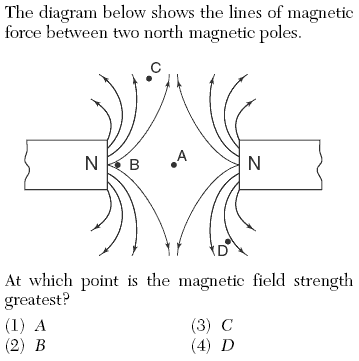 The diagram below shows the lines of magnetic
force between two north magnetic poles.
C
N B A N
D
At which point is the magnetic field strength
greatest?
(1) A (3) C
(2) B (4) D